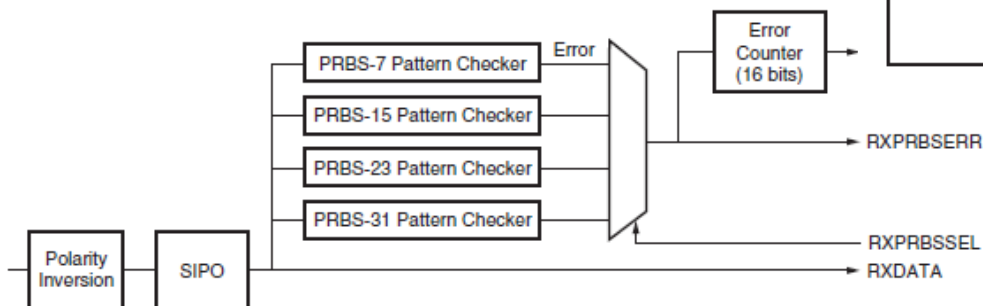 Error
Counter
(16 bits)
Error
PRBS-7 Pattern Checker
PRBS-15 Pattern Checker
RXPRBSERR
PRBS-23 Pattern Checker
PRBS-31 Pattern Checker
RXPRBSSEL
Polarity
Inversion
SIPO
RXDATA